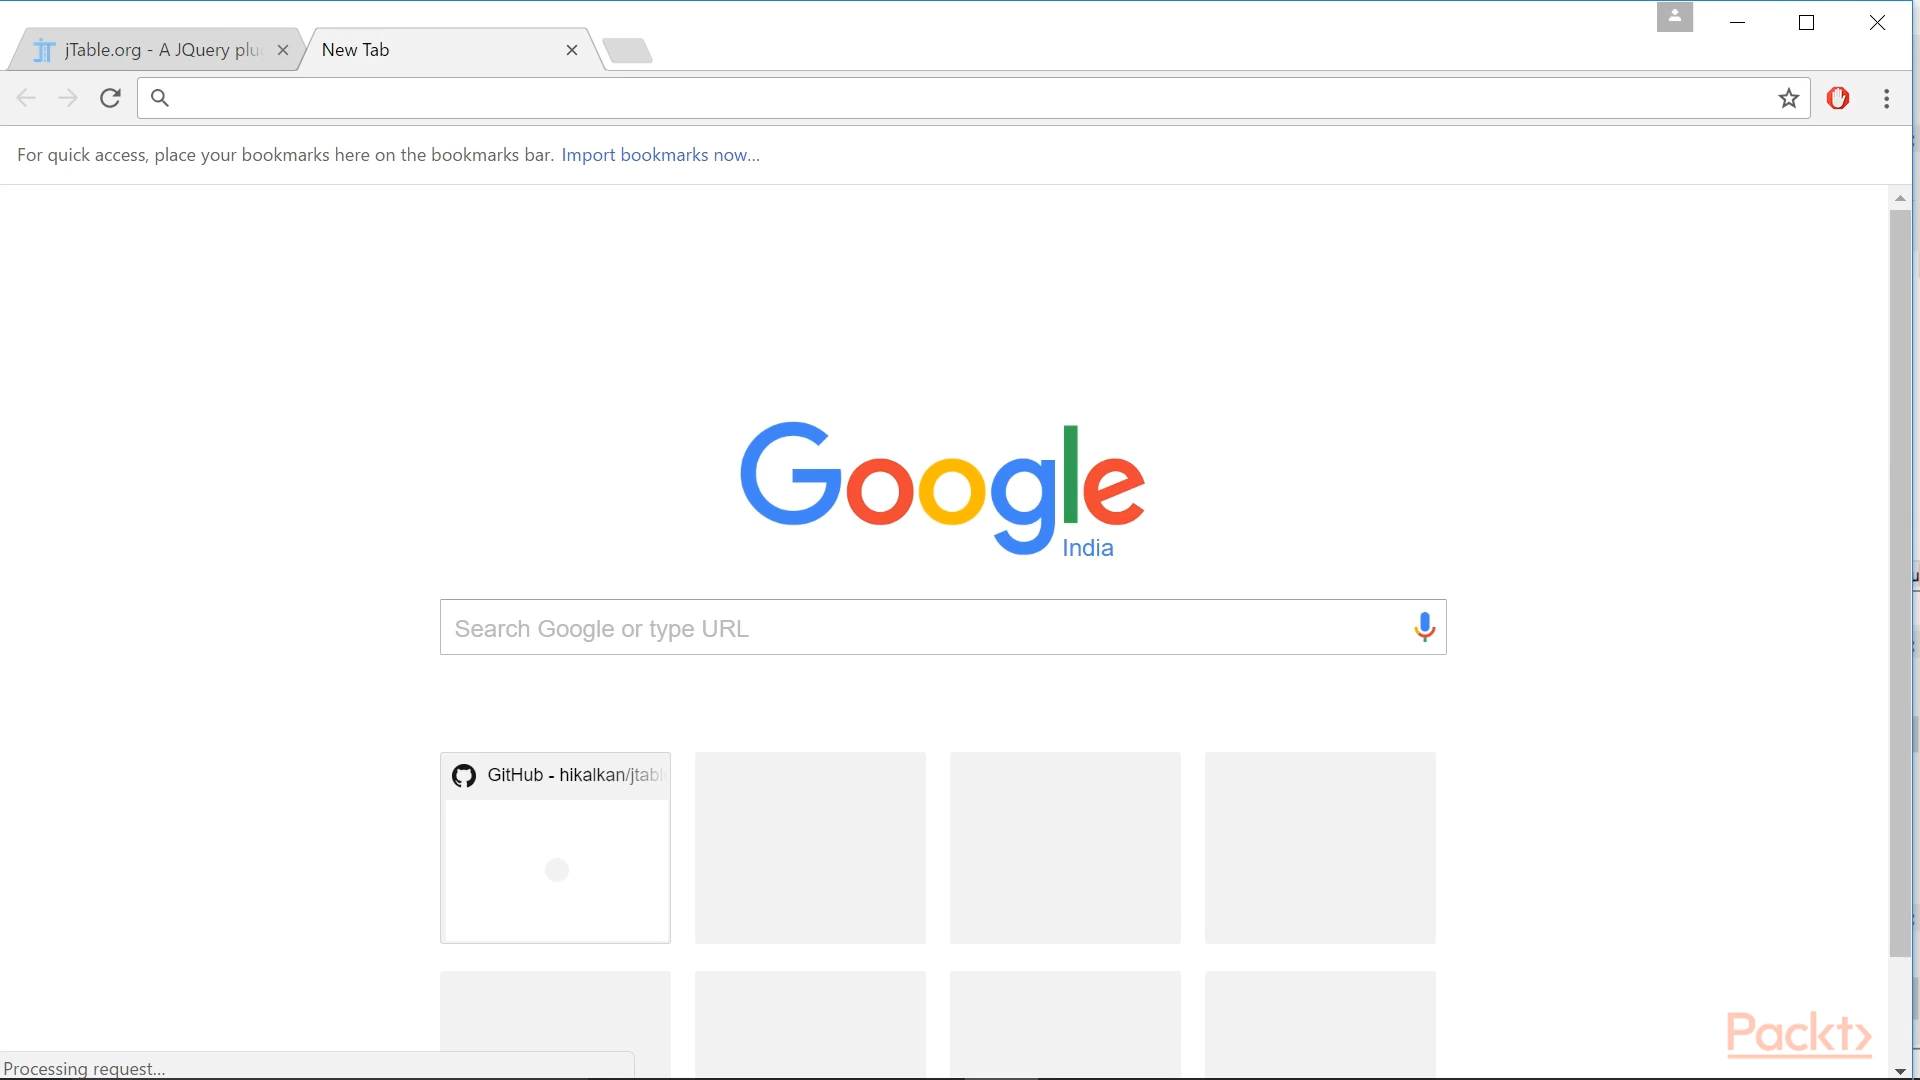 jTable.org - A JQuery plu
New Tab
For quick access, place your bookmarks here on the bookmarks bar. Import bookmarks now...
Google
India
Search Google or type URL
GitHub - hikalkan/jtabl
Packt
Processing request...